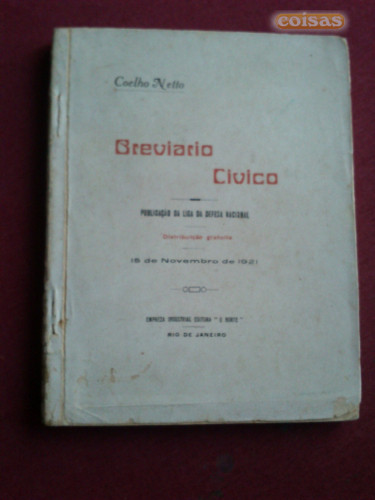 coisas
Coelho Netto
Breviario
Civico
PUBLICAÇÃO DA LIGA DA DEFESA NACIONAL
Distribuição gratuita
15 de Novembro de 1921
EMPREZA INDUSTRIAL EDITORA "O NORTE"
RIO DE JANEIRO